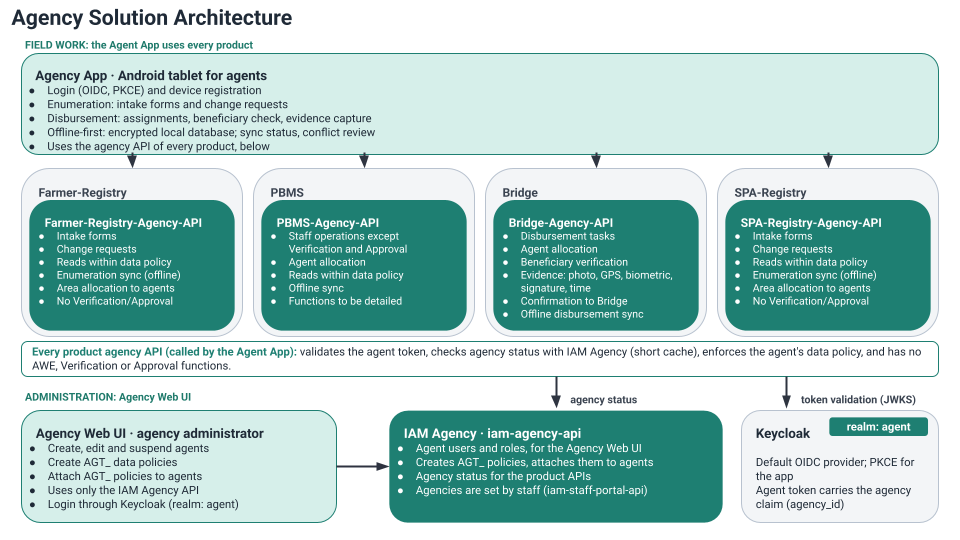 Agency Solution Architecture
FIELD WORK: the Agent App uses every product
Agency App · Android tablet for agents
● Login (OIDC, PKCE) and device registration
● Enumeration: intake forms and change requests
● Disbursement: assignments, beneficiary check, evidence capture
● Offline-first: encrypted local database; sync status, conflict review
● Uses the agency API of every product, below
Farmer-Registry
Farmer-Registry-Agency-API
● Intake forms
● Change requests
● Reads within data policy
● Enumeration sync (offline)
● Area allocation to agents
● No Verification/Approval
PBMS
PBMS-Agency-API
● Staff operations except
Verification and Approval
● Agent allocation
● Reads within data policy
● Offline sync
● Functions to be detailed
Bridge
Bridge-Agency-API
● Disbursement tasks
● Agent allocation
● Beneficiary verification
● Evidence: photo, GPS, biometric,
signature, time
● Confirmation to Bridge
● Offline disbursement sync
SPA-Registry
SPA-Registry-Agency-API
● Intake forms
● Change requests
● Reads within data policy
● Enumeration sync (offline)
● Area allocation to agents
● No Verification/Approval
Every product agency API (called by the Agent App): validates the agent token, checks agency status with IAM Agency (short cache), enforces the agent's data policy, and has no
AWE, Verification or Approval functions.
ADMINISTRATION: Agency Web UI
agency status
token validation (JWKS)
Agency Web UI · agency administrator
● Create, edit and suspend agents
● Create AGT_ data policies
● Attach AGT_ policies to agents
● Uses only the IAM Agency API
● Login through Keycloak (realm: agent)
IAM Agency · iam-agency-api
● Agent users and roles, for the Agency Web UI
● Creates AGT_ policies, attaches them to agents
● Agency status for the product APIs
● Agencies are set by staff (iam-staff-portal-api)
Keycloak
realm: agent
Default OIDC provider; PKCE for
the app
Agent token carries the agency
claim (agency_id)